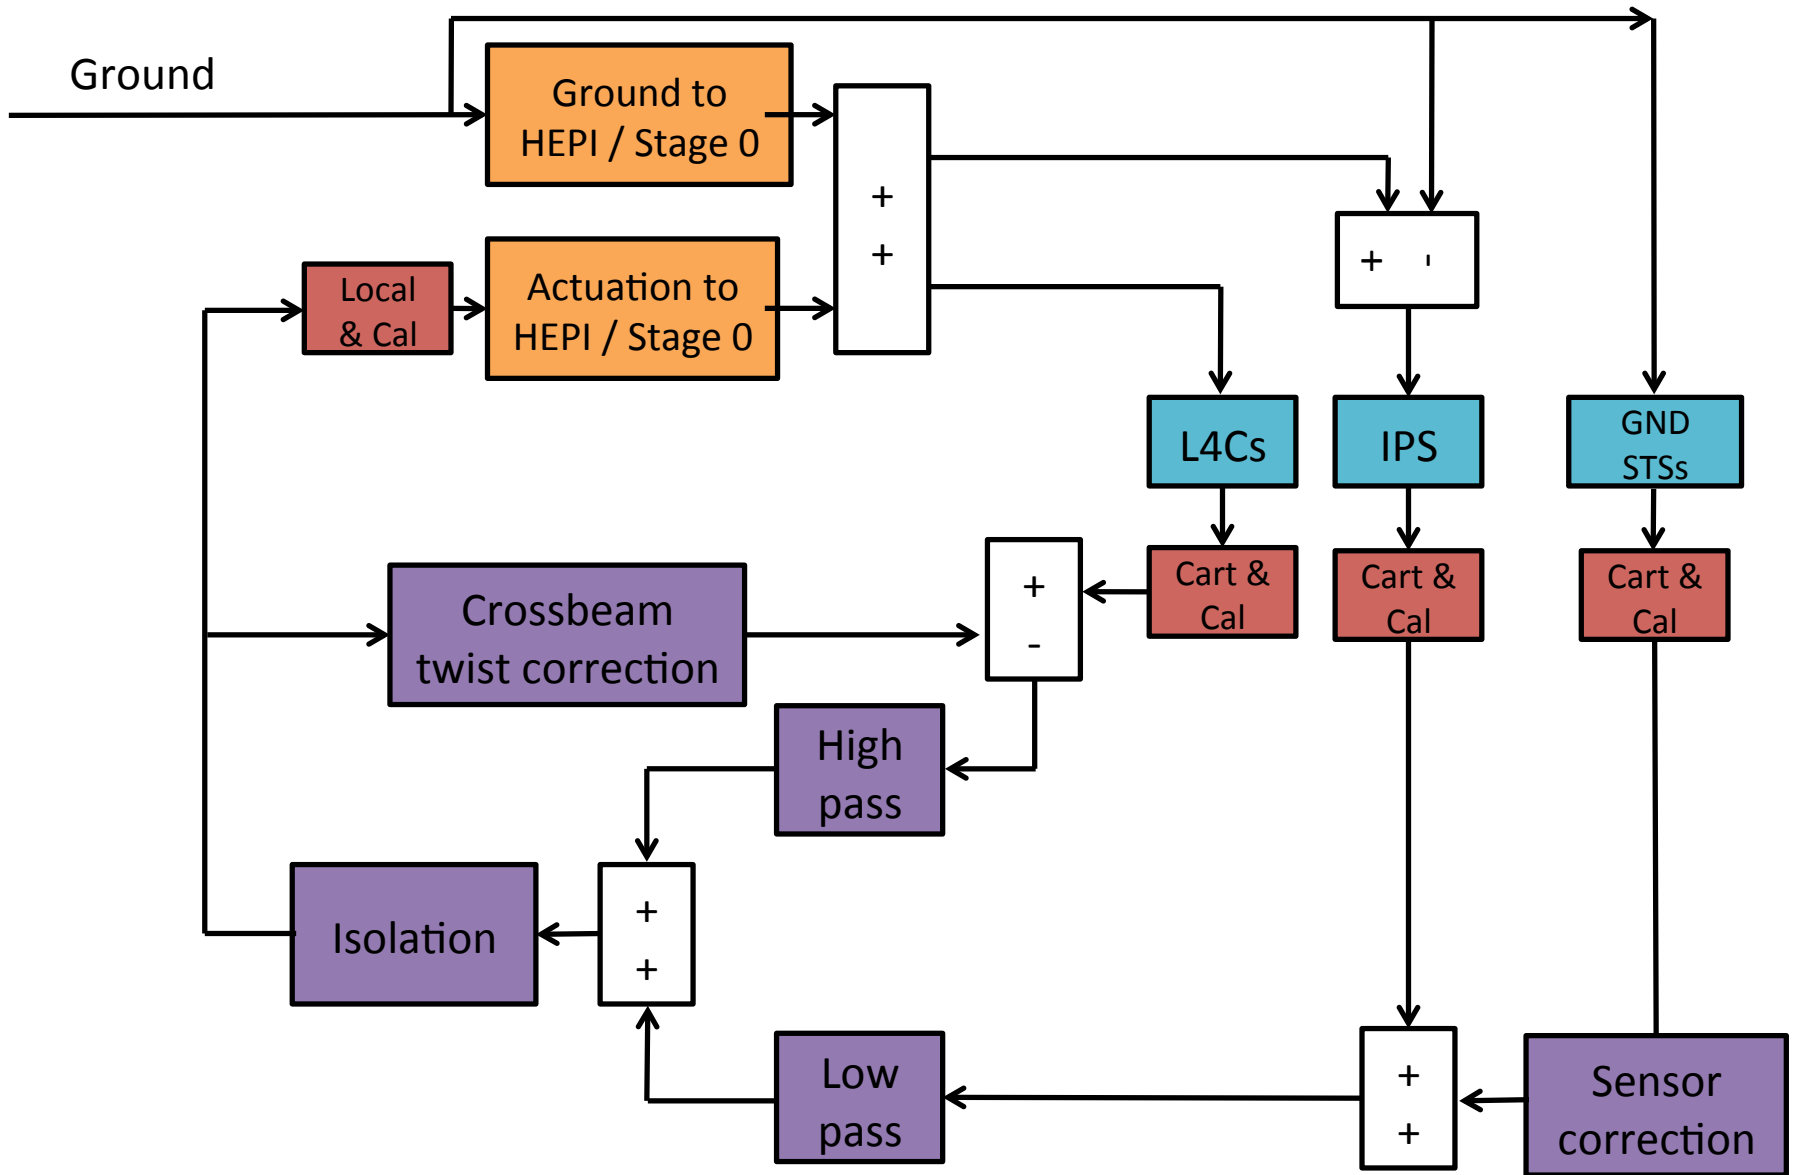 Ground
Ground to
HEPI / Stage 0
+
+
Local
& Cal
Actuation to
HEPI / Stage 0
+ -
L4Cs
IPS
GND
STSs
Cart &
Cal
Cart &
Cal
Cart &
Cal
+
-
Crossbeam
twist correction
High
pass
Isolation
+
+
Low
pass
+
+
Sensor
correction